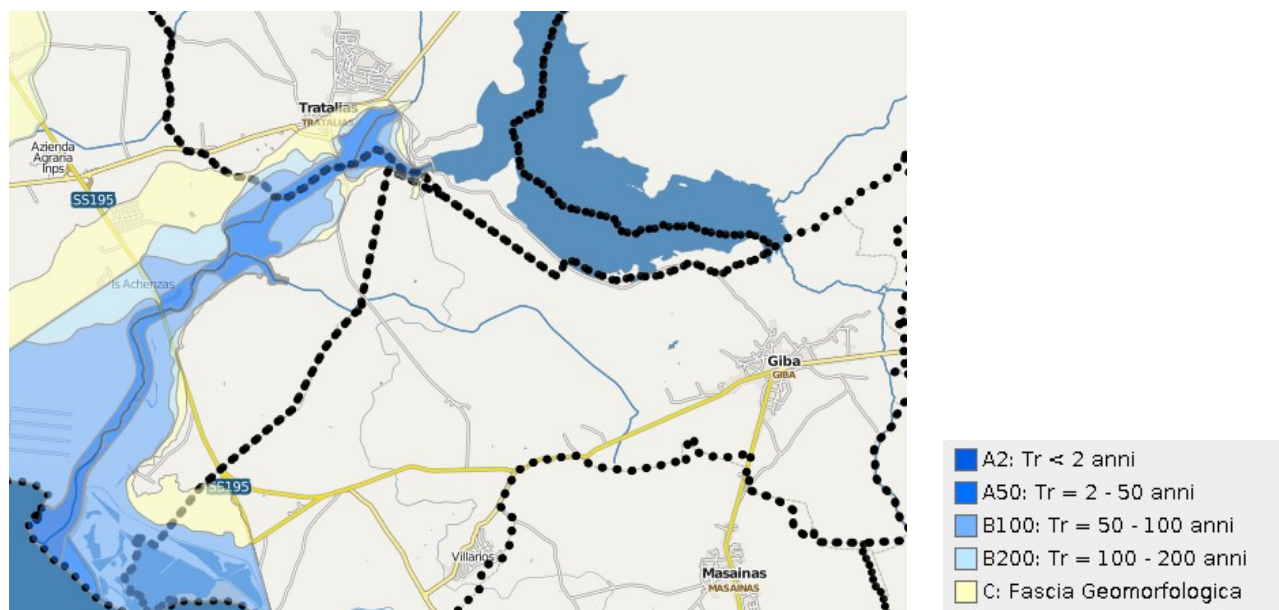 Tratalias
TRATALIAS
Azienda
Agraria
Inps
SS195
Is Achenzas
Giba
GIBA
SS195
Villarios
Masainas
MASAINAS
A2: Tr < 2 anni
A50: Tr = 2 - 50 anni
B100: Tr = 50 - 100 anni
B200: Tr = 100 - 200 anni
C: Fascia Geomorfologica